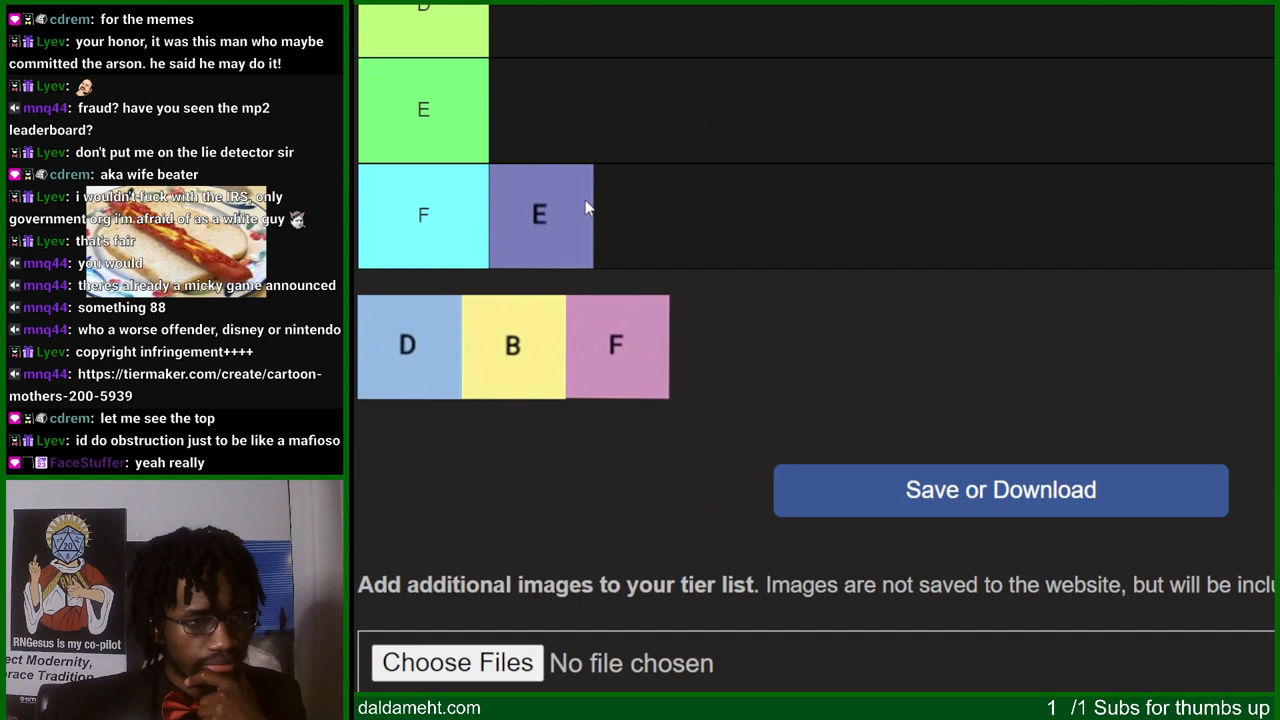 cdrem: for the memes
Lyev: your honor, it was this man who maybe
committed the arson. he said he may do it!
Lyev:
mnq44: fraud? have you seen the mp2
leaderboard?
Lyev: don't put me on the lie detector sir
cdrem: aka wife beater
Lyev: i wouldn't fuck with the IRS, only
government org i'm afraid of as a white guy
Lyev: that's fair
mnq44: you would
mnq44: theres already a micky game announced
mnq44: something 88
mnq44: who a worse offender, disney or nintendo
Lyev: copyright infringement++++
mnq44: https://tiermaker.com/create/cartoon-
mothers-200-5939
cdrem: let me see the top
Lyev: id do obstruction just to be like a mafioso
FaceStuffer: yeah really
20
RNGesus is my co-pilot
ect Modernity,
brace Tradition
D
E
F
E
D
B
F
Save or Download
Add additional images to your tier list. Images are not saved to the website, but will be inclu
Choose Files No file chosen
daldameht.com
1 /1 Subs for thumbs up